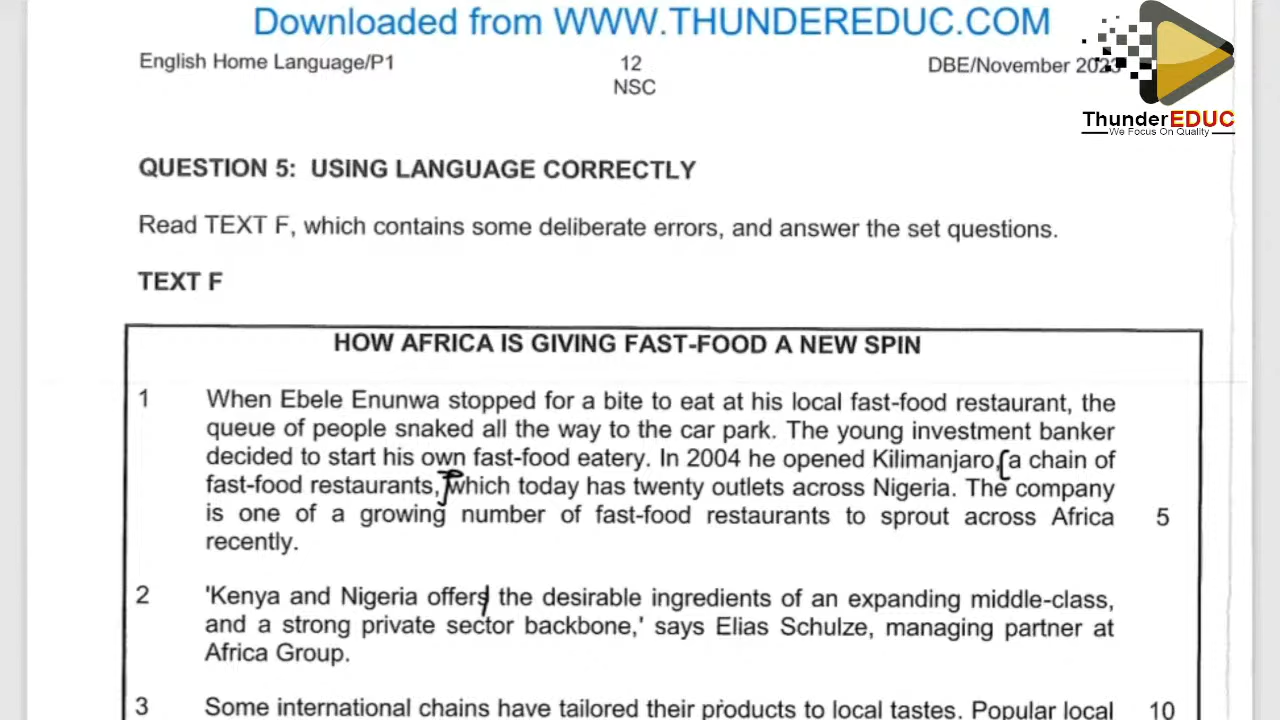 Downloaded from WWW.THUNDEREDUC.COM
English Home Language/P1 12 DBE/November 2023
NSC
ThunderEDUC
We Focus On Quality
QUESTION 5: USING LANGUAGE CORRECTLY
Read TEXT F, which contains some deliberate errors, and answer the set questions.
TEXT F
HOW AFRICA IS GIVING FAST-FOOD A NEW SPIN
1 When Ebele Enunwa stopped for a bite to eat at his local fast-food restaurant, the
queue of people snaked all the way to the car park. The young investment banker
decided to start his own fast-food eatery. In 2004 he opened Kilimanjaro, a chain of
fast-food restaurants, which today has twenty outlets across Nigeria. The company
is one of a growing number of fast-food restaurants to sprout across Africa 5
recently.
2 'Kenya and Nigeria offers the desirable ingredients of an expanding middle-class,
and a strong private sector backbone,' says Elias Schulze, managing partner at
Africa Group.
3 Some international chains have tailored their products to local tastes. Popular local 10